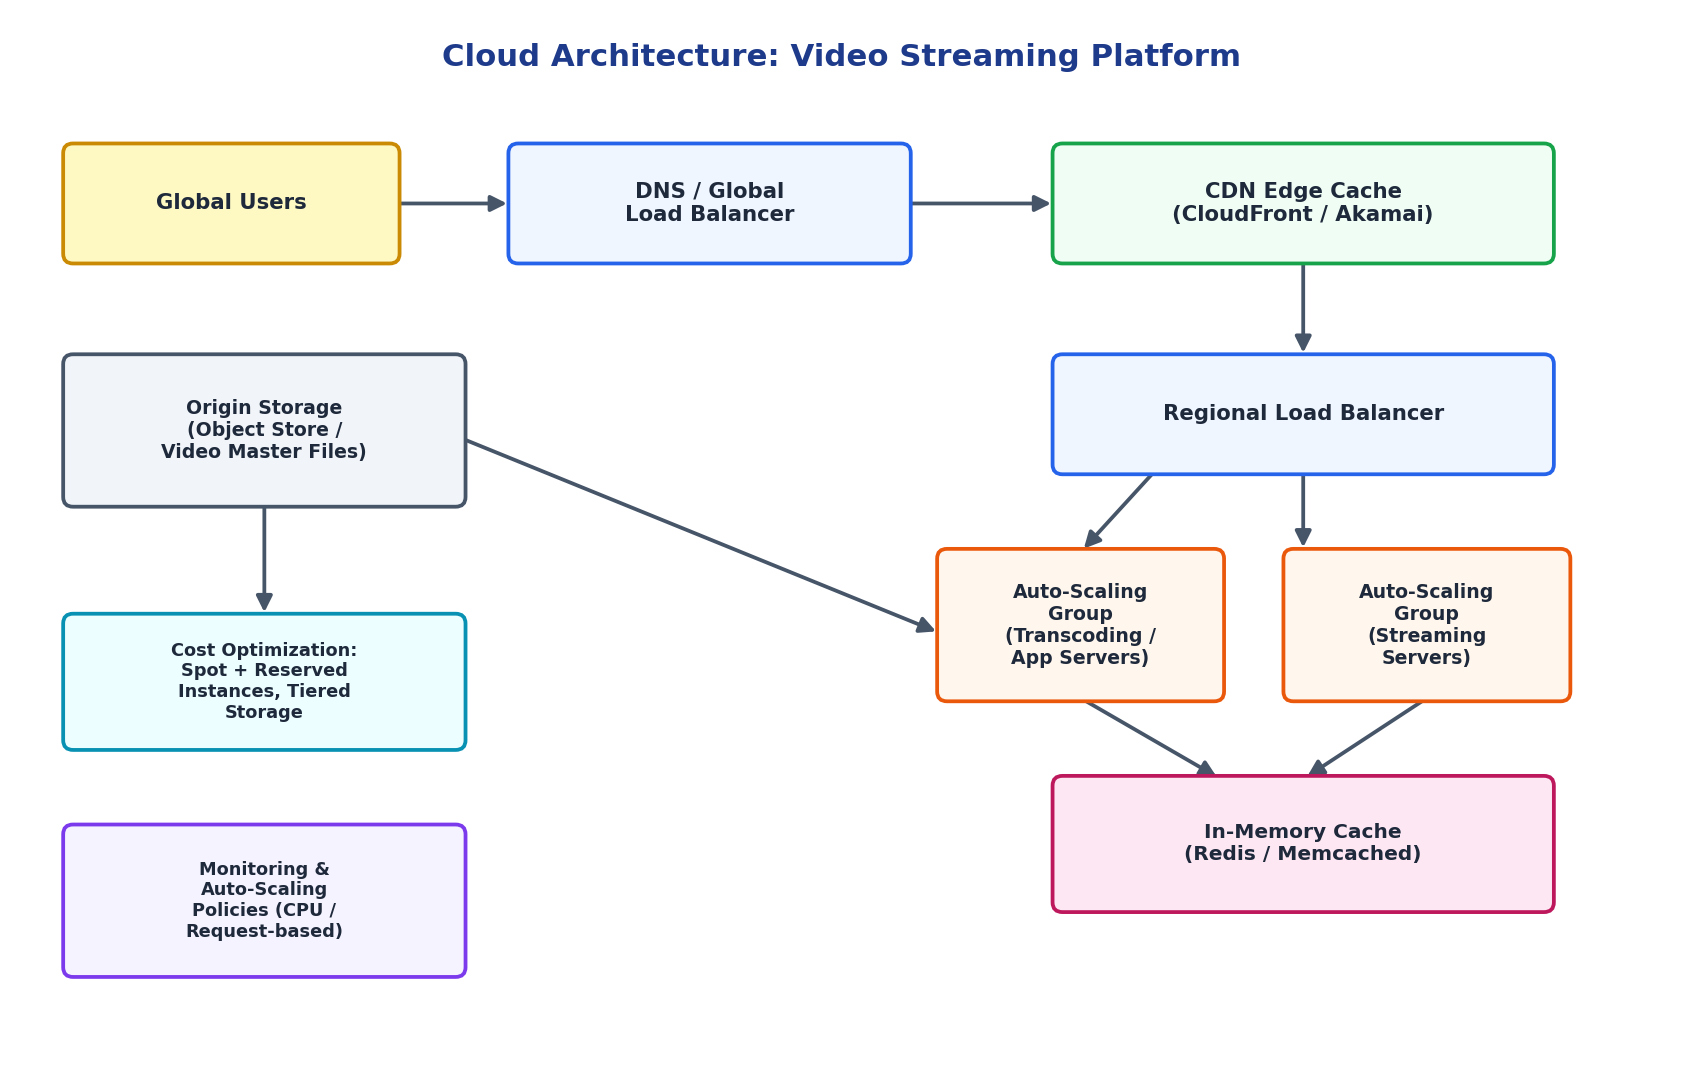 Cloud Architecture: Video Streaming Platform
Global Users
DNS / Global
Load Balancer
CDN Edge Cache
(CloudFront / Akamai)
Origin Storage
(Object Store /
Video Master Files)
Regional Load Balancer
Auto-Scaling
Group
(Transcoding /
App Servers)
Auto-Scaling
Group
(Streaming
Servers)
Cost Optimization:
Spot + Reserved
Instances, Tiered
Storage
In-Memory Cache
(Redis / Memcached)
Monitoring &
Auto-Scaling
Policies (CPU /
Request-based)